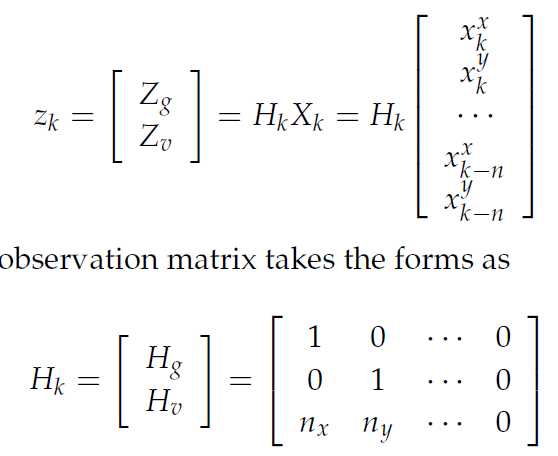 z_k = [ Z_g ; Z_v ] = H_k X_k = H_k [ x_k^x ; x_k^y ; ⋯ ; x_{k−n}^x ; x_{k−n}^y ]
observation matrix takes the forms as
H_k = [ H_g ; H_v ] = [ 1 0 ⋯ 0 ; 0 1 ⋯ 0 ; n_x n_y ⋯ 0 ]